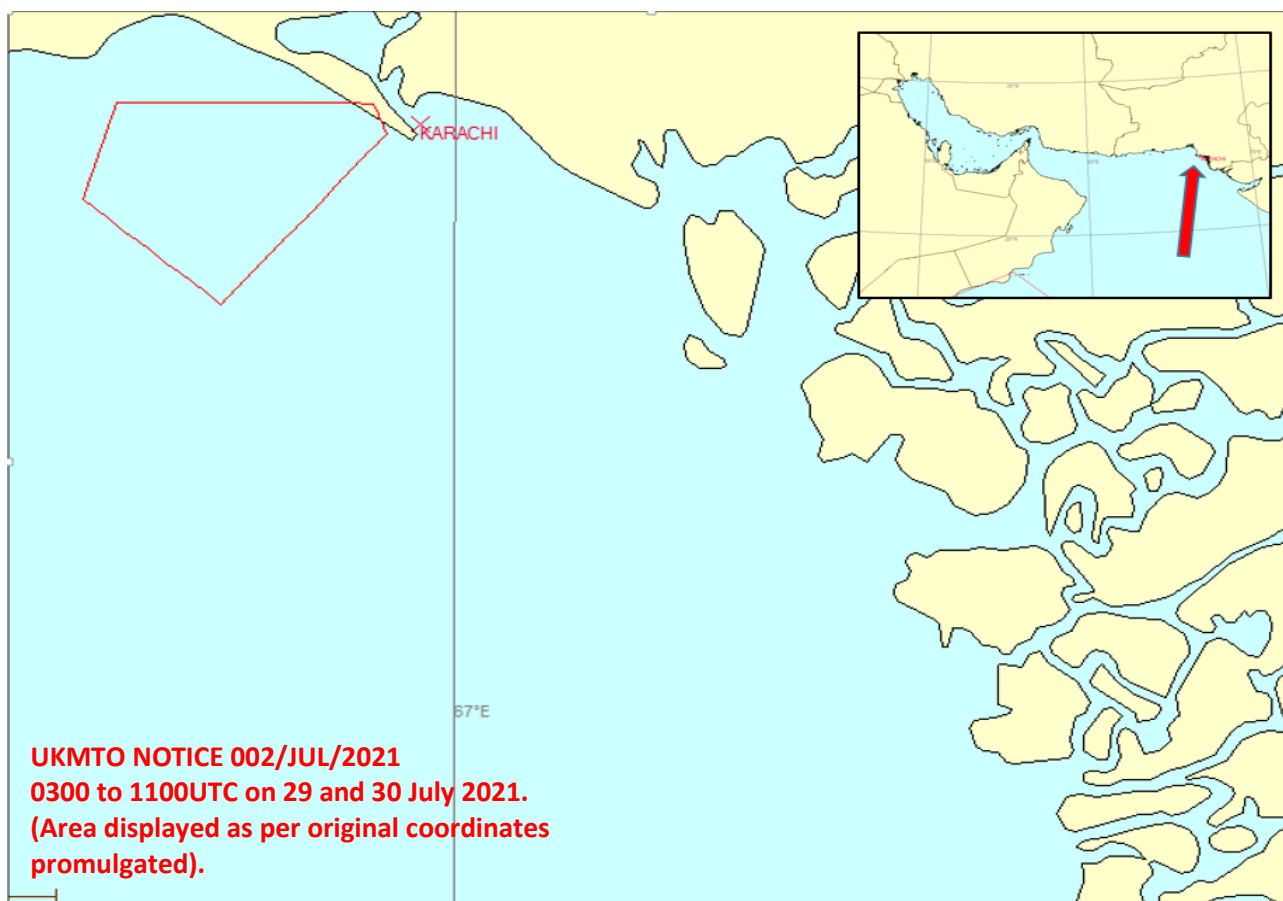 KARACHI
67°E
UKMTO NOTICE 002/JUL/2021
0300 to 1100UTC on 29 and 30 July 2021.
(Area displayed as per original coordinates
promulgated).